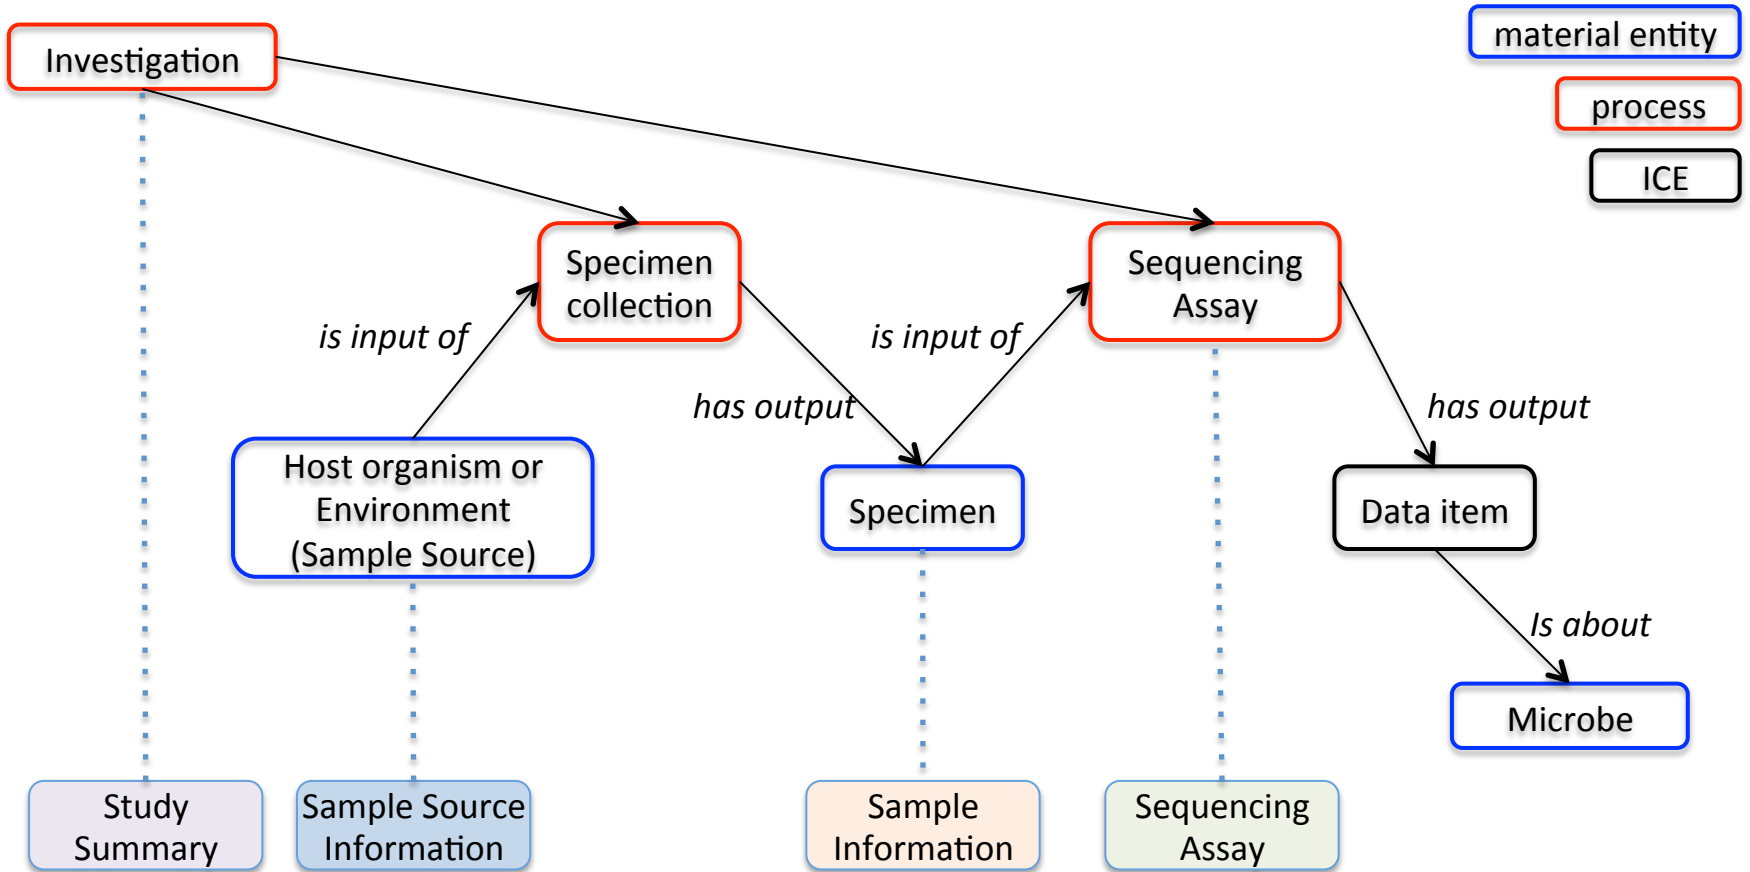 Investigation
material entity
process
ICE
Specimen
collection
Sequencing
Assay
is input of
is input of
has output
has output
Host organism or
Environment
(Sample Source)
Specimen
Data item
Is about
Microbe
Study
Summary
Sample Source
Information
Sample
Information
Sequencing
Assay